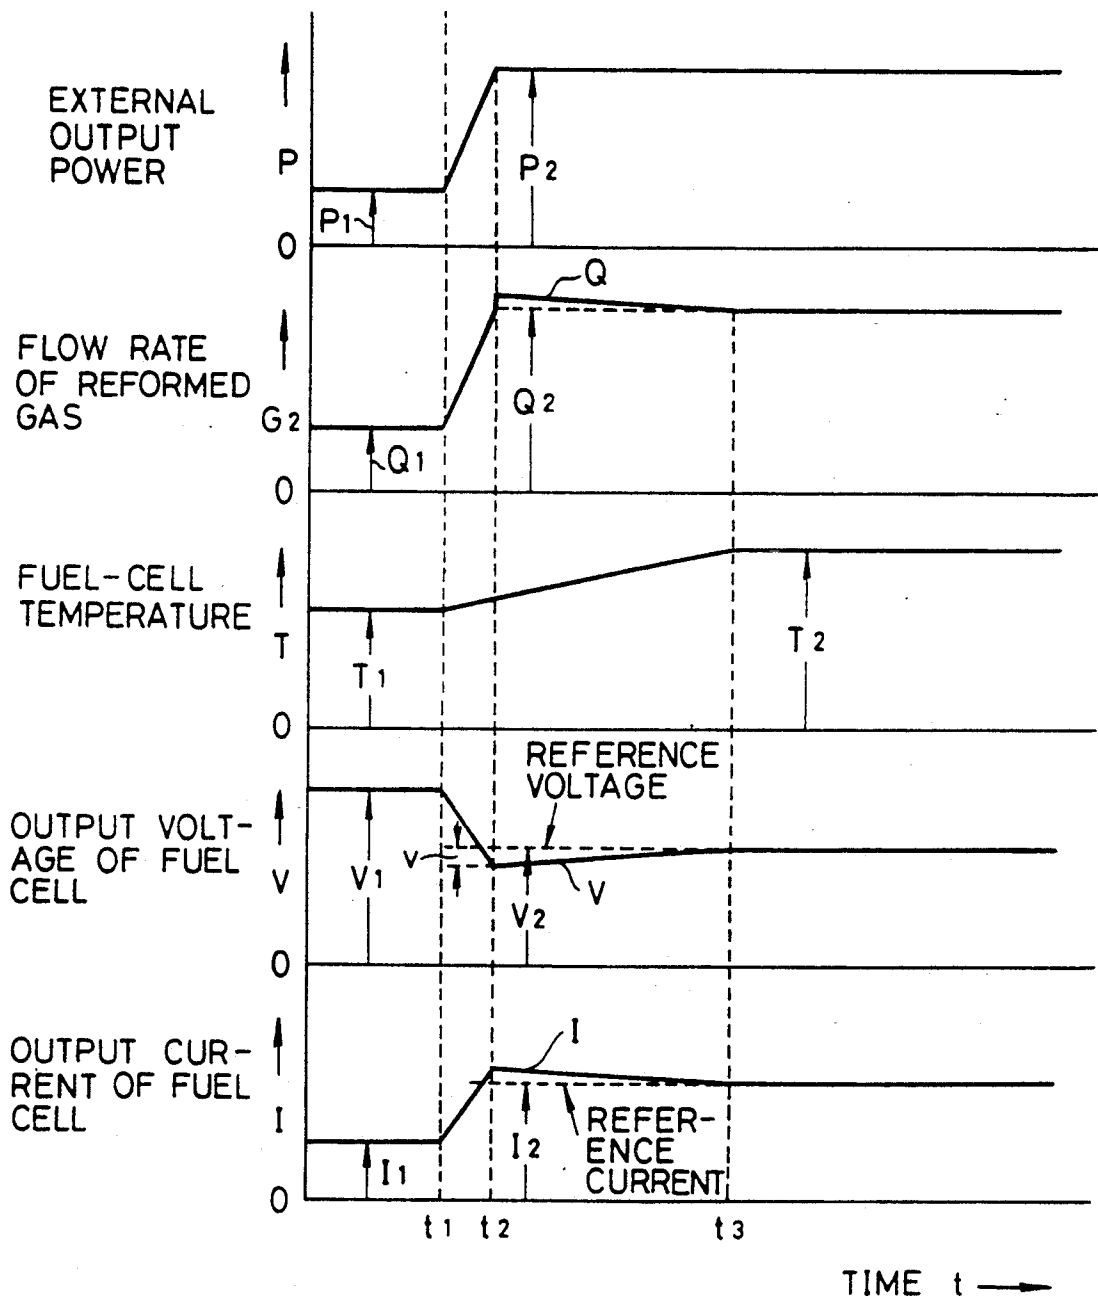 EXTERNAL
OUTPUT
POWER
P
P1
P2
0
Q
FLOW RATE
OF REFORMED
GAS
G2
Q1
Q2
0
FUEL-CELL
TEMPERATURE
T
T1
T2
0
REFERENCE
VOLTAGE
OUTPUT VOLT-
AGE OF FUEL
CELL
V
V1
v
V2
V
0
OUTPUT CUR-
RENT OF FUEL
CELL
I
I
I1
I2
REFER-
ENCE
CURRENT
0
t1 t2 t3
TIME t